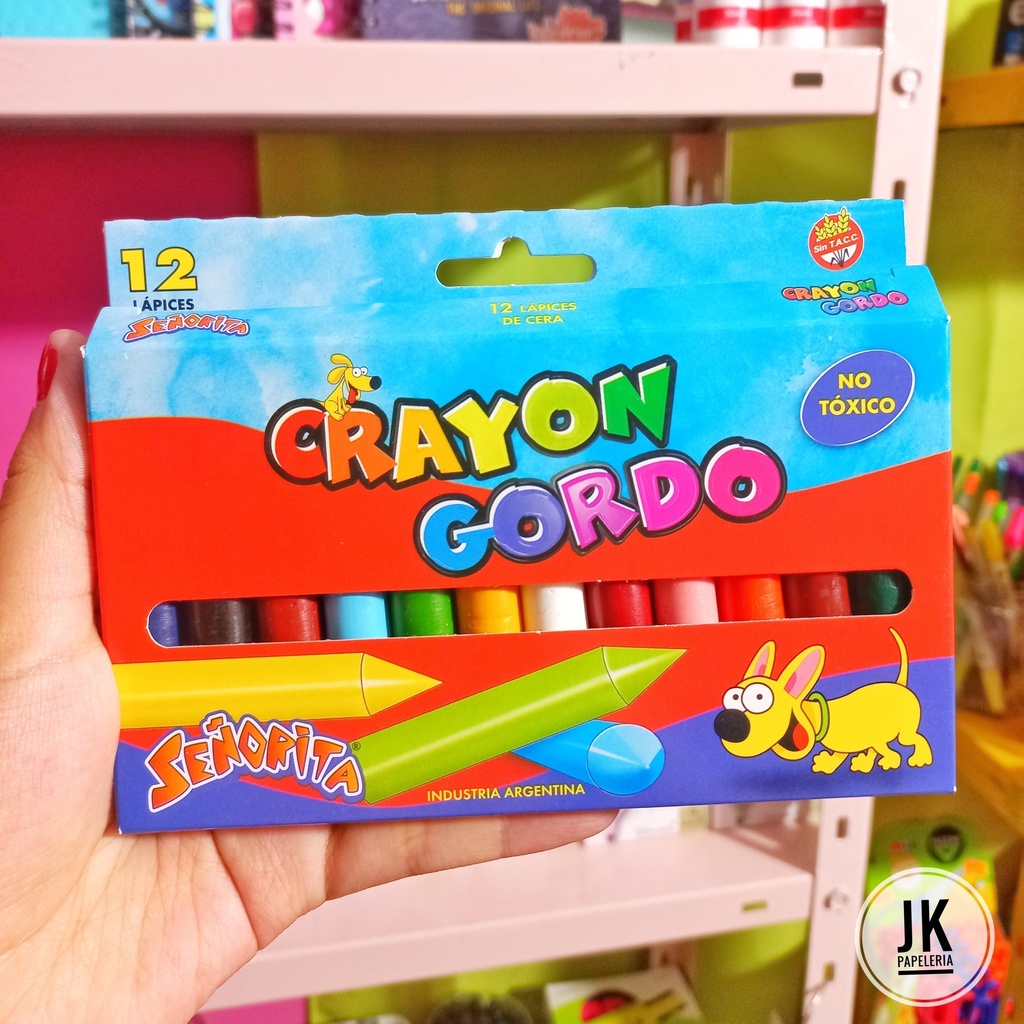 12
LÁPICES
SEÑORITA
12 LÁPICES
DE CERA
Sin T.A.C.C.
CRAYON
GORDO
NO
TÓXICO
CRAYON
GORDO
SEÑORITA®
INDUSTRIA ARGENTINA
JK
PAPELERIA